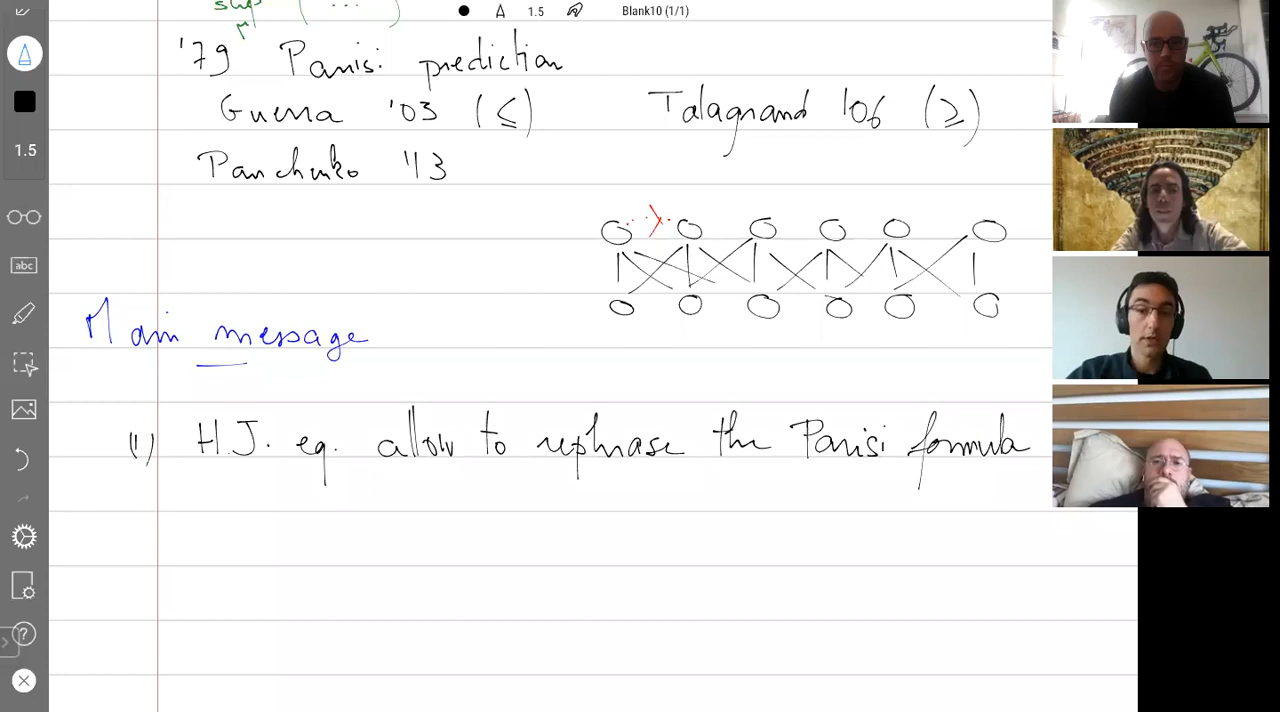 sup ( ... )
1.5 Blank10 (1/1)
'79 Parisi prediction
1.5
Guerra '03 (≤) Talagrand '06 (≥)
Panchenko '13
abc
Main message
(1) H.J. eq. allow to rephrase the Parisi formula
?